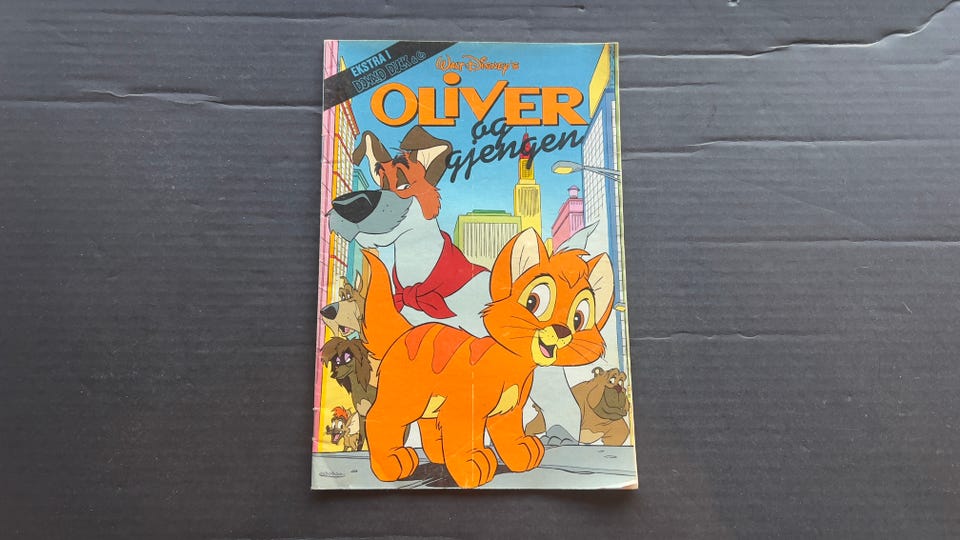 EKSTRA I
DONALD DUCK & Co
Walt Disney's
OLIVER
og
gjengen